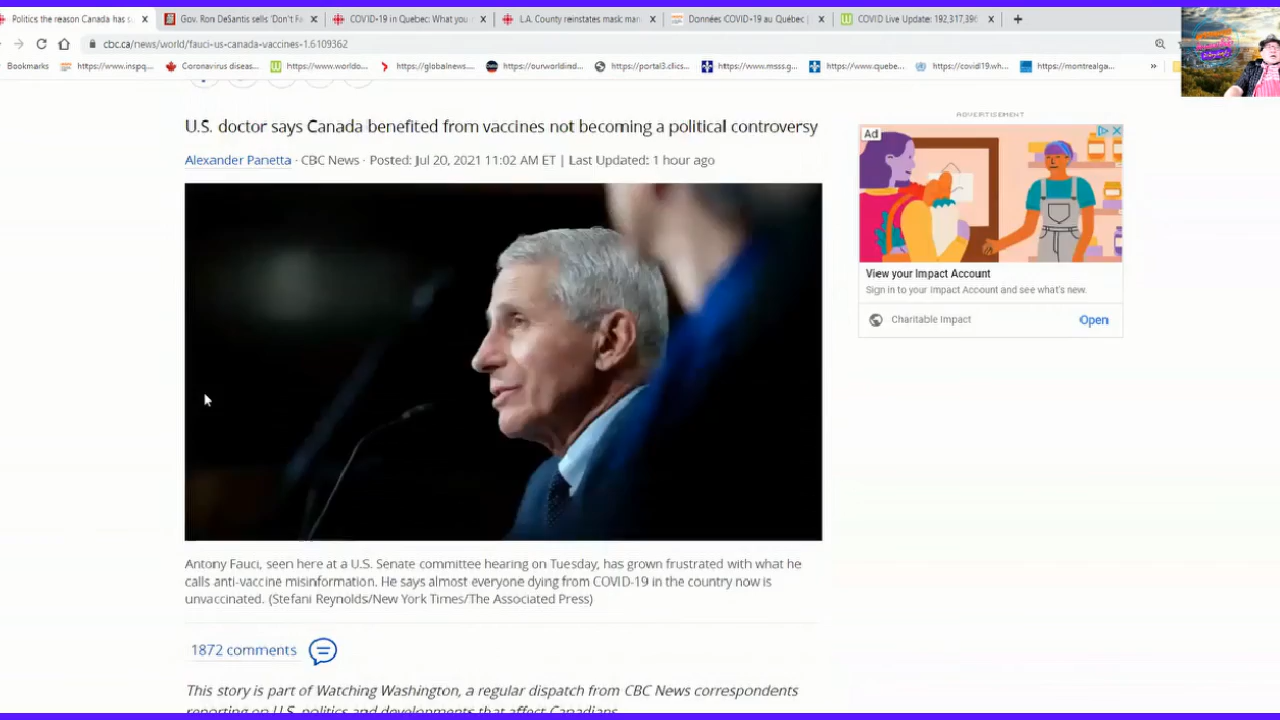 Politics the reason Canada has s
Gov. Ron DeSantis sells 'Don't F
COVID-19 in Quebec: What you
L.A. County reinstates mask man
Données COVID-19 au Québec
COVID Live Update: 192,317,39
cbc.ca/news/world/fauci-us-canada-vaccines-1.6109362
Bookmarks
https://www.inspq...
Coronavirus diseas...
https://www.worldo...
https://globalnews....
https://ourworldind...
https://portal3.clics...
https://www.msss.g...
https://www.quebe...
https://covid19.wh...
https://montrealga...
»
U.S. doctor says Canada benefited from vaccines not becoming a political controversy
Alexander Panetta · CBC News · Posted: Jul 20, 2021 11:02 AM ET | Last Updated: 1 hour ago
ADVERTISEMENT
Ad
View your Impact Account
Sign in to your Impact Account and see what's new.
Charitable Impact
Open
Antony Fauci, seen here at a U.S. Senate committee hearing on Tuesday, has grown frustrated with what he
calls anti-vaccine misinformation. He says almost everyone dying from COVID-19 in the country now is
unvaccinated. (Stefani Reynolds/New York Times/The Associated Press)
1872 comments
This story is part of Watching Washington, a regular dispatch from CBC News correspondents
reporting on U.S. politics and developments that affect Canadians.